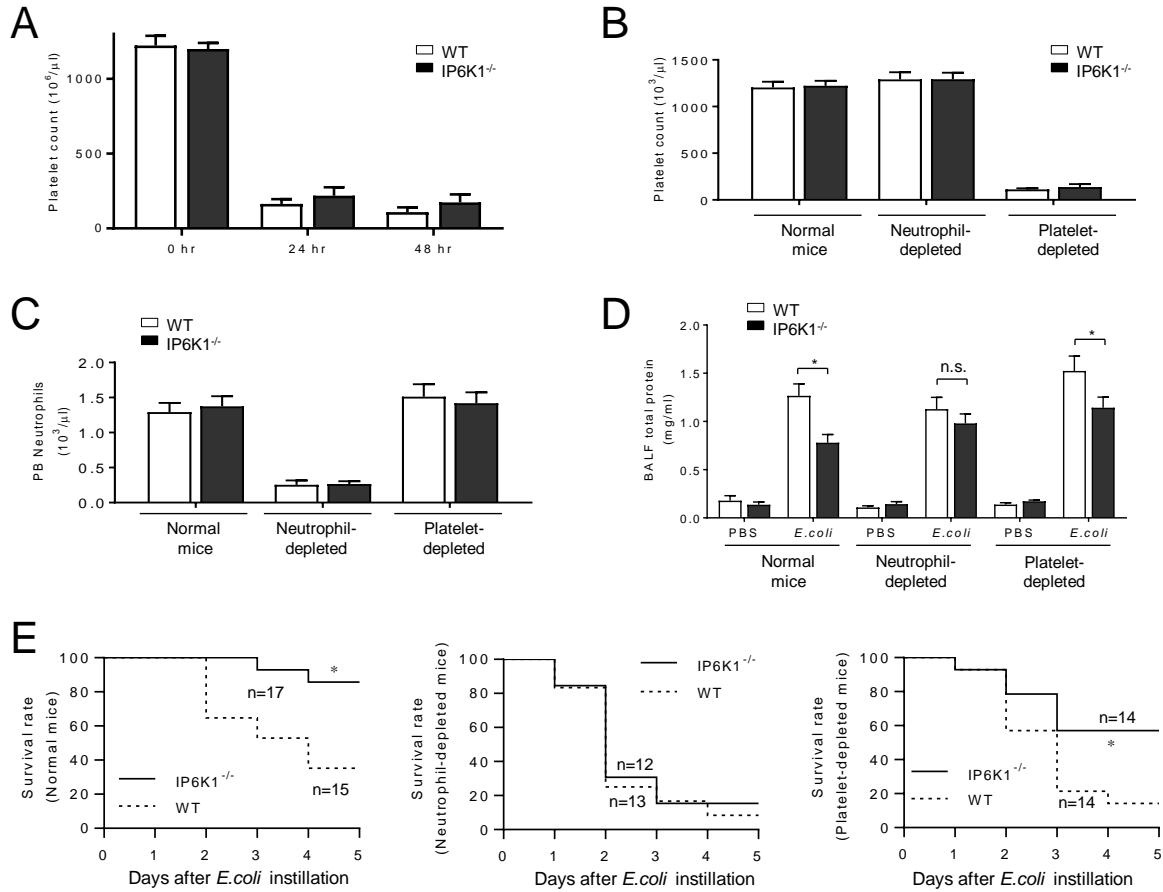 A
WT
IP6K1-/-
Platelet count (10⁶/µl)
1000
500
0
0 hr
24 hr
48 hr
B
WT
IP6K1-/-
Platelet count (10³/µl)
1500
1000
500
0
Normal
mice
Neutrophil-
depleted
Platelet-
depleted
C
WT
IP6K1-/-
PB Neutrophils
(10³/µl)
2.0
1.5
1.0
0.5
0.0
Normal
mice
Neutrophil-
depleted
Platelet-
depleted
D
WT
IP6K1-/-
BALF total protein
(mg/ml)
2.0
1.5
1.0
0.5
0.0
*
n.s.
*
PBS
E.coli
PBS
E.coli
PBS
E.coli
Normal
mice
Neutrophil-
depleted
Platelet-
depleted
E
Survival rate
(Normal mice)
100
80
60
40
20
0
*
n=17
n=15
IP6K1-/-
WT
0 1 2 3 4 5
Days after E.coli instillation
Survival rate
(Neutrophil-depleted mice)
100
80
60
40
20
0
IP6K1-/-
WT
n=12
n=13
0 1 2 3 4 5
Days after E.coli instillation
Survival rate
(Platelet-depleted mice)
100
80
60
40
20
0
n=14
*
IP6K1-/-
WT
n=14
0 1 2 3 4 5
Days after E.coli instillation